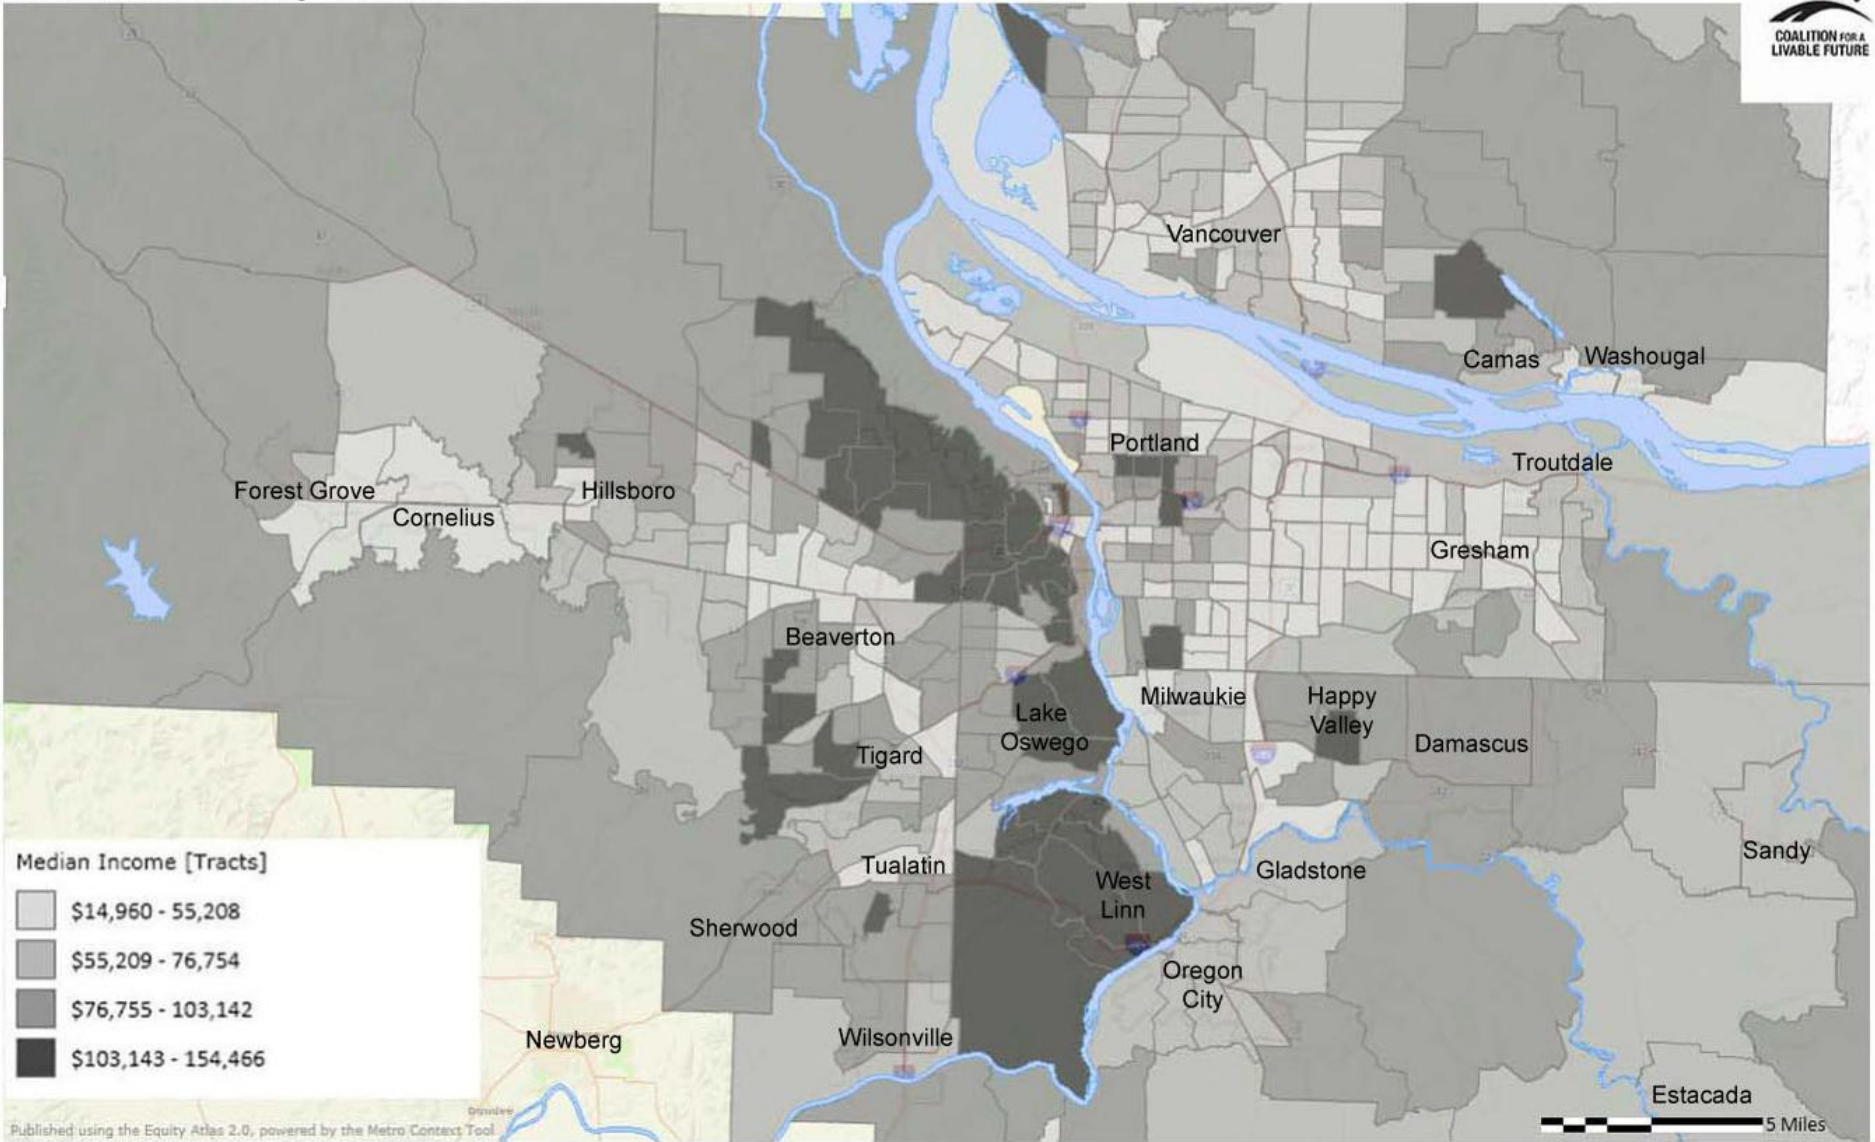 COALITION FOR A
LIVABLE FUTURE
Vancouver
Camas
Washougal
Portland
Troutdale
Forest Grove
Hillsboro
Cornelius
Gresham
Beaverton
Milwaukie
Happy
Valley
Lake
Oswego
Damascus
Tigard
Sandy
Tualatin
Gladstone
West
Linn
Sherwood
Oregon
City
Wilsonville
Newberg
Estacada
Dundee
Median Income [Tracts]
$14,960 - 55,208
$55,209 - 76,754
$76,755 - 103,142
$103,143 - 154,466
5 Miles
Published using the Equity Atlas 2.0, powered by the Metro Context Tool